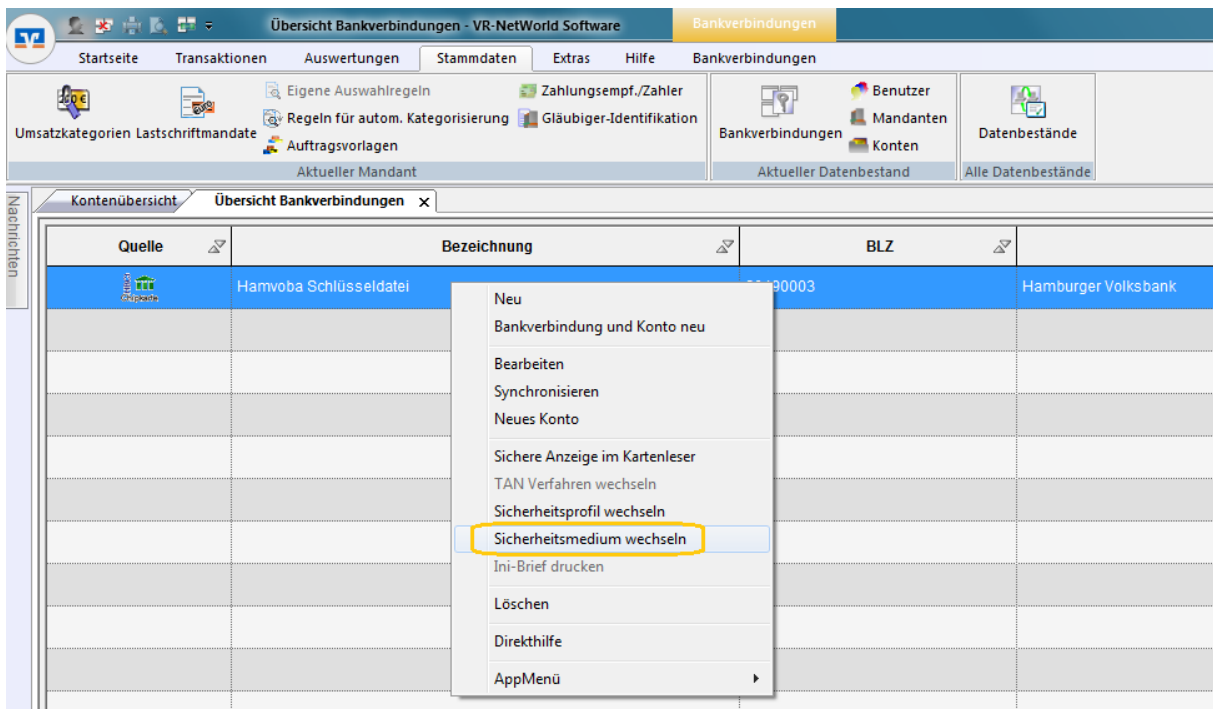 Übersicht Bankverbindungen - VR-NetWorld Software
Bankverbindungen
Startseite Transaktionen Auswertungen Stammdaten Extras Hilfe Bankverbindungen
Umsatzkategorien
Lastschriftmandate
Eigene Auswahlregeln
Regeln für autom. Kategorisierung
Auftragsvorlagen
Zahlungsempf./Zahler
Gläubiger-Identifikation
Aktueller Mandant
Bankverbindungen
Benutzer
Mandanten
Konten
Aktueller Datenbestand
Datenbestände
Alle Datenbestände
Nachrichten
Kontenübersicht Übersicht Bankverbindungen x
Quelle Bezeichnung BLZ
Chipkarte
Hamvoba Schlüsseldatei 90003 Hamburger Volksbank
Neu
Bankverbindung und Konto neu
Bearbeiten
Synchronisieren
Neues Konto
Sichere Anzeige im Kartenleser
TAN Verfahren wechseln
Sicherheitsprofil wechseln
Sicherheitsmedium wechseln
Ini-Brief drucken
Löschen
Direkthilfe
AppMenü